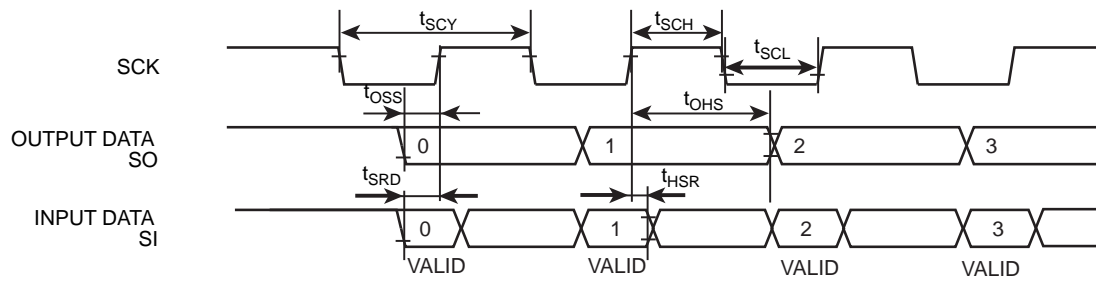 tSCY
tSCH
tSCL
SCK
tOSS
tOHS
OUTPUT DATA
SO
0 1 2 3
tSRD
tHSR
INPUT DATA
SI
0 1 2 3
VALID VALID VALID VALID